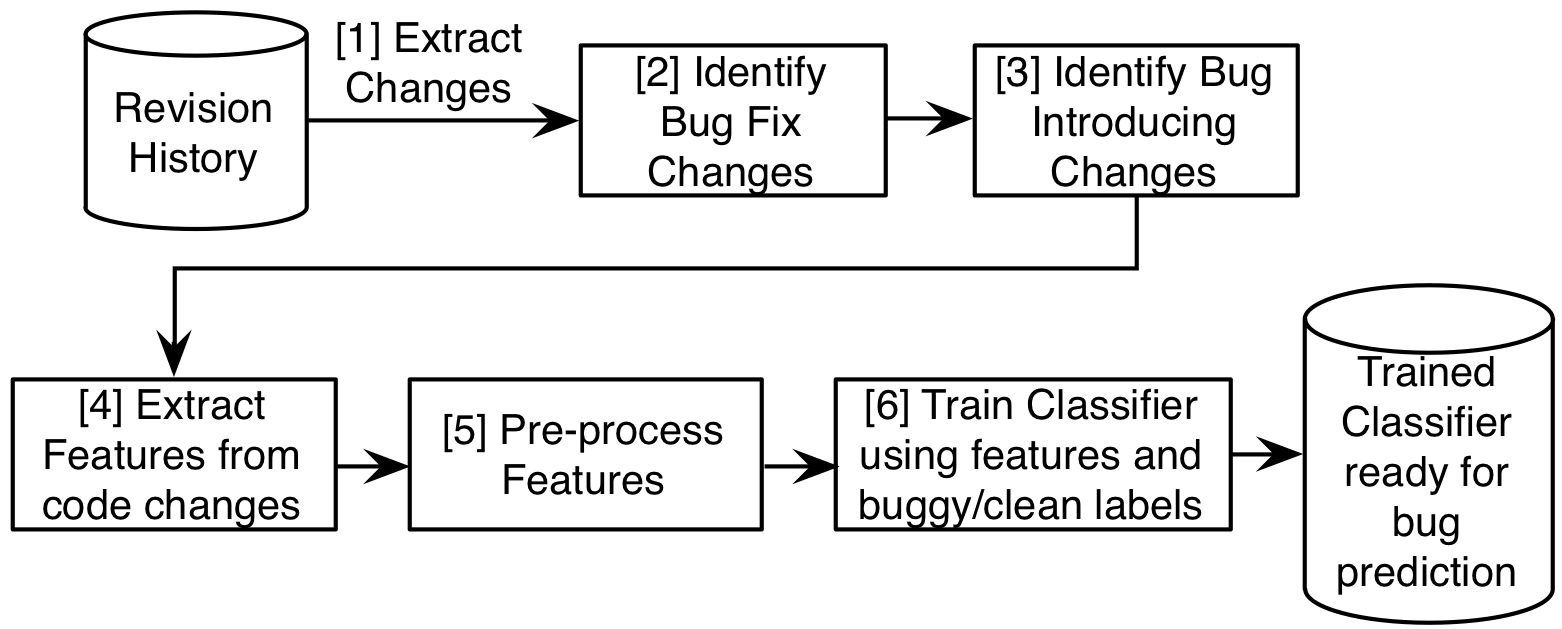 Revision
History
[1] Extract
Changes
[2] Identify
Bug Fix
Changes
[3] Identify Bug
Introducing
Changes
[4] Extract
Features from
code changes
[5] Pre-process
Features
[6] Train Classifier
using features and
buggy/clean labels
Trained
Classifier
ready for
bug
prediction